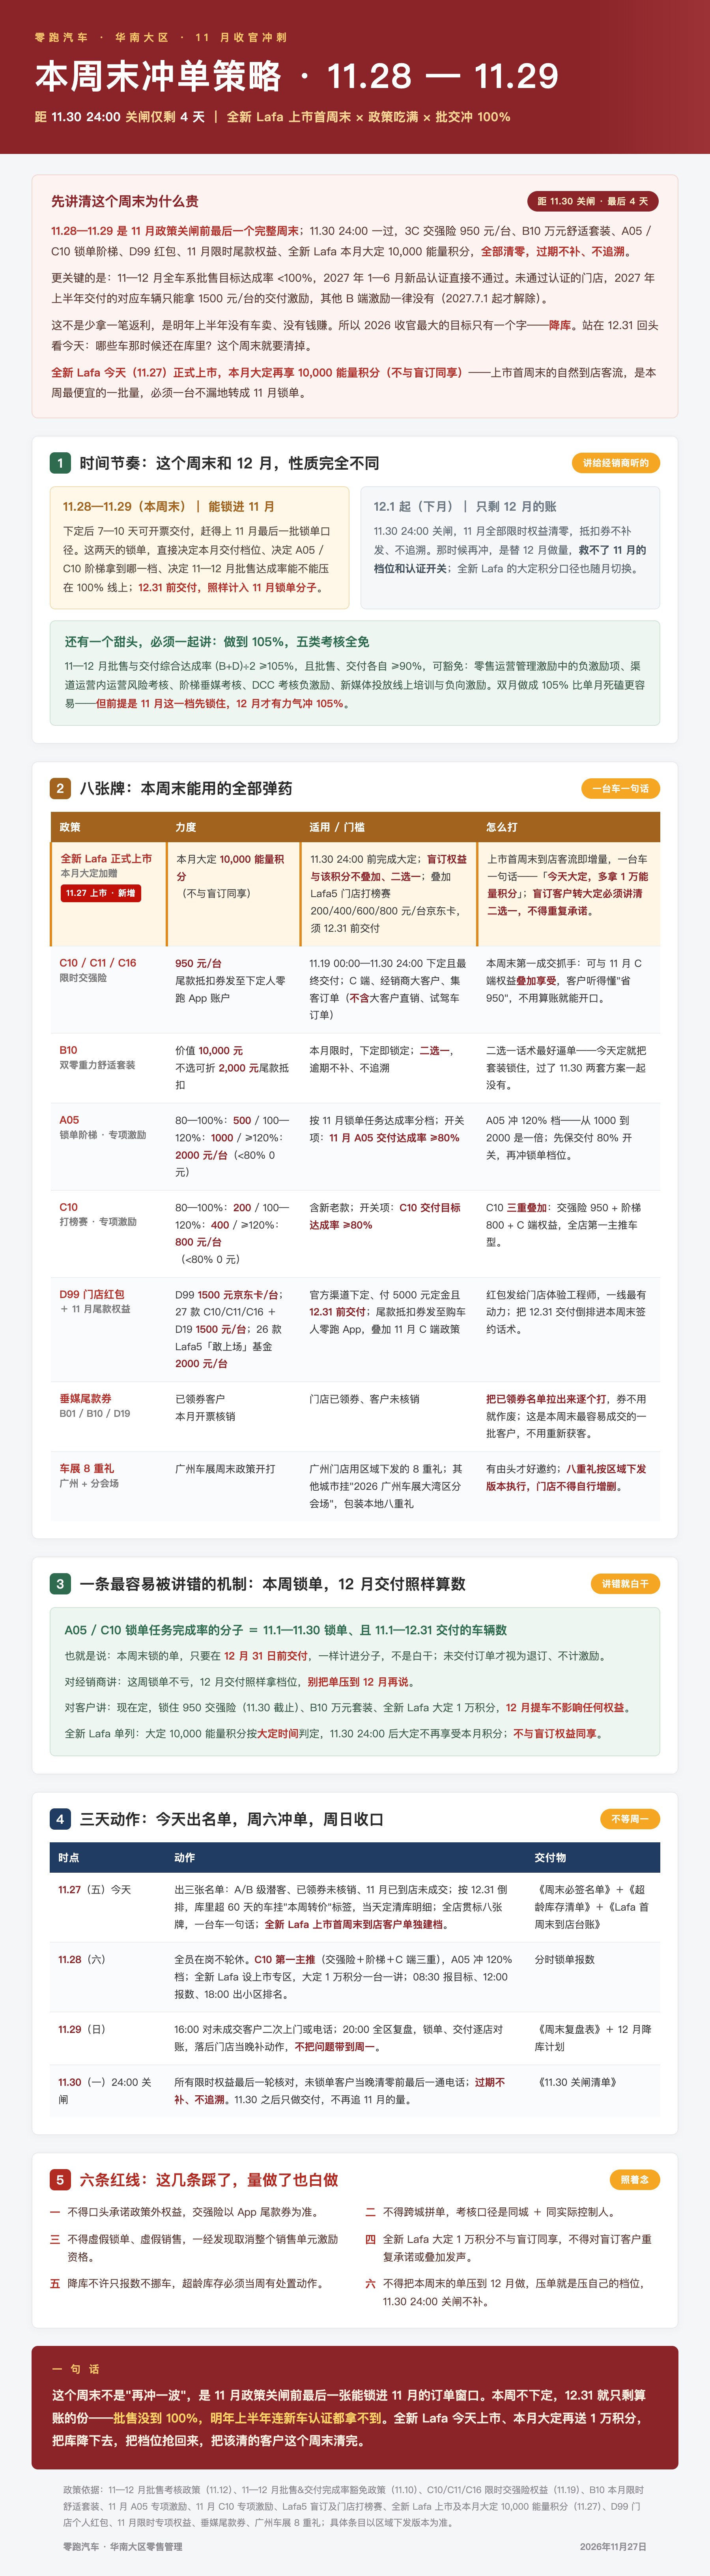 零跑汽车 · 华南大区 · 11 月收官冲刺
本周末冲单策略 · 11.28 — 11.29
距 11.30 24:00 关闸仅剩 4 天 ｜ 全新 Lafa 上市首周末 × 政策吃满 × 批交冲 100%
先讲清这个周末为什么贵
距 11.30 关闸 · 最后 4 天
11.28—11.29 是 11 月政策关闸前最后一个完整周末；11.30 24:00 一过，3C 交强险 950 元/台、B10 万元舒适套装、A05 /
C10 锁单阶梯、D99 红包、11 月限时尾款权益、全新 Lafa 本月大定 10,000 能量积分，全部清零，过期不补、不追溯。
更关键的是：11—12 月全车系批售目标达成率 <100%，2027 年 1—6 月新品认证直接不通过。未通过认证的门店，2027 年
上半年交付的对应车辆只能拿 1500 元/台的交付激励，其他 B 端激励一律没有（2027.7.1 起才解除）。
这不是少拿一笔返利，是明年上半年没有车卖、没有钱赚。所以 2026 收官最大的目标只有一个字——降库。站在 12.31 回头
看今天：哪些车那时候还在库里？这个周末就要清掉。
全新 Lafa 今天（11.27）正式上市，本月大定再享 10,000 能量积分（不与盲订同享）——上市首周末的自然到店客流，是本
周最便宜的一批量，必须一台不漏地转成 11 月锁单。
1 时间节奏：这个周末和 12 月，性质完全不同
讲给经销商听的
11.28—11.29（本周末）｜ 能锁进 11 月
下定后 7—10 天可开票交付，赶得上 11 月最后一批锁单口
径。这两天的锁单，直接决定本月交付档位、决定 A05 /
C10 阶梯拿到哪一档、决定 11—12 月批售达成率能不能压
在 100% 线上；12.31 前交付，照样计入 11 月锁单分子。
12.1 起（下月）｜ 只剩 12 月的账
11.30 24:00 关闸，11 月全部限时权益清零，抵扣券不补
发、不追溯。那时候再冲，是替 12 月做量，救不了 11 月的
档位和认证开关；全新 Lafa 的大定积分口径也随月切换。
还有一个甜头，必须一起讲：做到 105%，五类考核全免
11—12 月批售与交付综合达成率 (B+D)÷2 ≥105%，且批售、交付各自 ≥90%，可豁免：零售运营管理激励中的负激励项、渠
道运营内运营风险考核、阶梯垂媒考核、DCC 考核负激励、新媒体投放线上培训与负向激励。双月做成 105% 比单月死磕更容
易——但前提是 11 月这一档先锁住，12 月才有力气冲 105%。
2 八张牌：本周末能用的全部弹药
一台车一句话
政策
力度
适用 / 门槛
怎么打
全新 Lafa 正式上市
本月大定加赠
11.27 上市 · 新增
本月大定 10,000 能量积
分
（不与盲订同享）
11.30 24:00 前完成大定；盲订权益
与该积分不叠加、二选一；叠加
Lafa5 门店打榜赛
200/400/600/800 元/台京东卡，
须 12.31 前交付
上市首周末到店客流即增量，一台车
一句话——「今天大定，多拿 1 万能
量积分」；盲订客户转大定必须讲清
二选一，不得重复承诺。
C10 / C11 / C16
限时交强险
950 元/台
尾款抵扣券发至下定人零
跑 App 账户
11.19 00:00—11.30 24:00 下定且最
终交付；C 端、经销商大客户、集
客订单（不含大客户直销、试驾车
订单）
本周末第一成交抓手：可与 11 月 C
端权益叠加享受，客户听得懂"省
950"，不用算账就能开口。
B10
双零重力舒适套装
价值 10,000 元
不选可折 2,000 元尾款抵
扣
本月限时，下定即锁定；二选一，
逾期不补、不追溯
二选一话术最好逼单——今天定就把
套装锁住，过了 11.30 两套方案一起
没有。
A05
锁单阶梯 · 专项激励
80—100%：500 / 100—
120%：1000 / ≥120%：
2000 元/台（<80% 0
元）
按 11 月锁单任务达成率分档；开关
项：11 月 A05 交付达成率 ≥80%
A05 冲 120% 档——从 1000 到
2000 是一倍；先保交付 80% 开
关，再冲锁单档位。
C10
打榜赛 · 专项激励
80—100%：200 / 100—
120%：400 / ≥120%：
800 元/台
（<80% 0 元）
含新老款；开关项：C10 交付目标
达成率 ≥80%
C10 三重叠加：交强险 950 + 阶梯
800 + C 端权益，全店第一主推车
型。
D99 门店红包
＋ 11 月尾款权益
D99 1500 元京东卡/台；
27 款 C10/C11/C16 ＋
D19 1500 元/台；26 款
Lafa5「敢上场」基金
2000 元/台
官方渠道下定、付 5000 元定金且
12.31 前交付；尾款抵扣券发至购车
人零跑 App，叠加 11 月 C 端政策
红包发给门店体验工程师，一线最有
动力；把 12.31 交付倒排进本周末签
约话术。
垂媒尾款券
B01 / B10 / D19
已领券客户
本月开票核销
门店已领券、客户未核销
把已领券名单拉出来逐个打，券不用
就作废；这是本周末最容易成交的一
批客户，不用重新获客。
车展 8 重礼
广州 + 分会场
广州车展周末政策开打
广州门店用区域下发的 8 重礼；其
他城市挂"2026 广州车展大湾区分
会场"，包装本地八重礼
有由头才好邀约；八重礼按区域下发
版本执行，门店不得自行增删。
3 一条最容易被讲错的机制：本周锁单，12 月交付照样算数
讲错就白干
A05 / C10 锁单任务完成率的分子 ＝ 11.1—11.30 锁单、且 11.1—12.31 交付的车辆数
也就是说：本周末锁的单，只要在 12 月 31 日前交付，一样计进分子，不是白干；未交付订单才视为退订、不计激励。
对经销商讲：这周锁单不亏，12 月交付照样拿档位，别把单压到 12 月再说。
对客户讲：现在定，锁住 950 交强险（11.30 截止）、B10 万元套装、全新 Lafa 大定 1 万积分，12 月提车不影响任何权益。
全新 Lafa 单列：大定 10,000 能量积分按大定时间判定，11.30 24:00 后大定不再享受本月积分；不与盲订权益同享。
4 三天动作：今天出名单，周六冲单，周日收口
不等周一
时点
动作
交付物
11.27（五）今天
出三张名单：A/B 级潜客、已领券未核销、11 月已到店未成交；按 12.31 倒
排，库里超 60 天的车挂"本周转价"标签，当天定清库明细；全店贯标八张
牌，一台车一句话；全新 Lafa 上市首周末到店客户单独建档。
《周末必签名单》＋《超
龄库存清单》＋《Lafa 首
周末到店台账》
11.28（六）
全员在岗不轮休。C10 第一主推（交强险＋阶梯＋C 端三重），A05 冲 120%
档；全新 Lafa 设上市专区，大定 1 万积分一台一讲；08:30 报目标、12:00
报数、18:00 出小区排名。
分时锁单报数
11.29（日）
16:00 对未成交客户二次上门或电话；20:00 全区复盘，锁单、交付逐店对
账，落后门店当晚补动作，不把问题带到周一。
《周末复盘表》＋ 12 月降
库计划
11.30（一）24:00 关
闸
所有限时权益最后一轮核对，未锁单客户当晚清零前最后一通电话；过期不
补、不追溯。11.30 之后只做交付，不再追 11 月的量。
《11.30 关闸清单》
5 六条红线：这几条踩了，量做了也白做
照着念
一 不得口头承诺政策外权益，交强险以 App 尾款券为准。
二 不得跨城拼单，考核口径是同城 ＋ 同实际控制人。
三 不得虚假锁单、虚假销售，一经发现取消整个销售单元激励
资格。
四 全新 Lafa 大定 1 万积分不与盲订同享，不得对盲订客户重
复承诺或叠加发声。
五 降库不许只报数不挪车，超龄库存必须当周有处置动作。
六 不得把本周末的单压到 12 月做，压单就是压自己的档位，
11.30 24:00 关闸不补。
一 句 话
这个周末不是"再冲一波"，是 11 月政策关闸前最后一张能锁进 11 月的订单窗口。本周不下定，12.31 就只剩算
账的份——批售没到 100%，明年上半年连新车认证都拿不到。全新 Lafa 今天上市、本月大定再送 1 万积分，
把库降下去，把档位抢回来，把该清的客户这个周末清完。
政策依据：11—12 月批售考核政策（11.12）、11—12 月批售&交付完成率豁免政策（11.10）、C10/C11/C16 限时交强险权益（11.19）、B10 本月限时
舒适套装、11 月 A05 专项激励、11 月 C10 专项激励、Lafa5 盲订及门店打榜赛、全新 Lafa 上市及本月大定 10,000 能量积分（11.27）、D99 门
店个人红包、11 月限时专项权益、垂媒尾款券、广州车展 8 重礼；具体条目以区域下发版本为准。
零跑汽车 · 华南大区零售管理
2026年11月27日